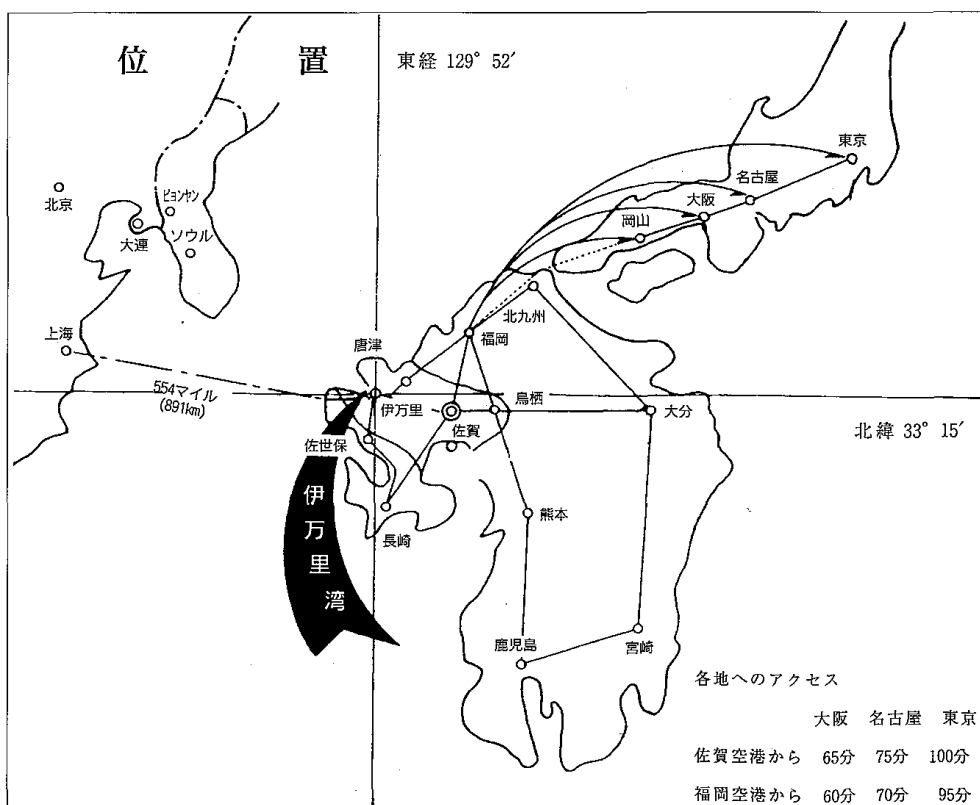 位置
東経 129° 52′
東京
名古屋
大阪
岡山
北京
ピョンヤン
大連
ソウル
北九州
上海
唐津
福岡
554マイル
(891km)
伊万里
鳥栖
佐賀
大分
北緯 33° 15′
佐世保
伊万里湾
長崎
熊本
鹿児島
宮崎
各地へのアクセス
大阪 名古屋 東京
佐賀空港から 65分 75分 100分
福岡空港から 60分 70分 95分